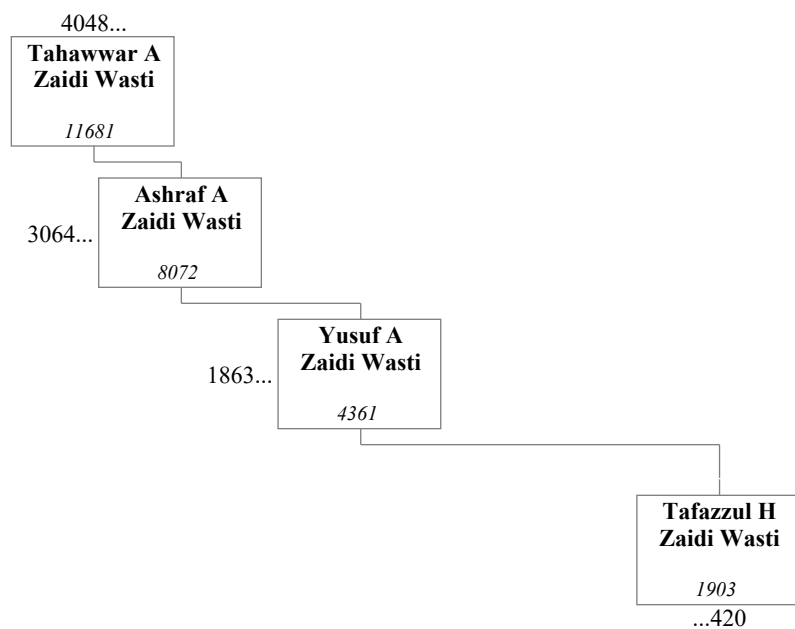 4048...
Tahawwar A
Zaidi Wasti
11681
Ashraf A
Zaidi Wasti
3064...
8072
Yusuf A
Zaidi Wasti
1863...
4361
Tafazzul H
Zaidi Wasti
1903
...420